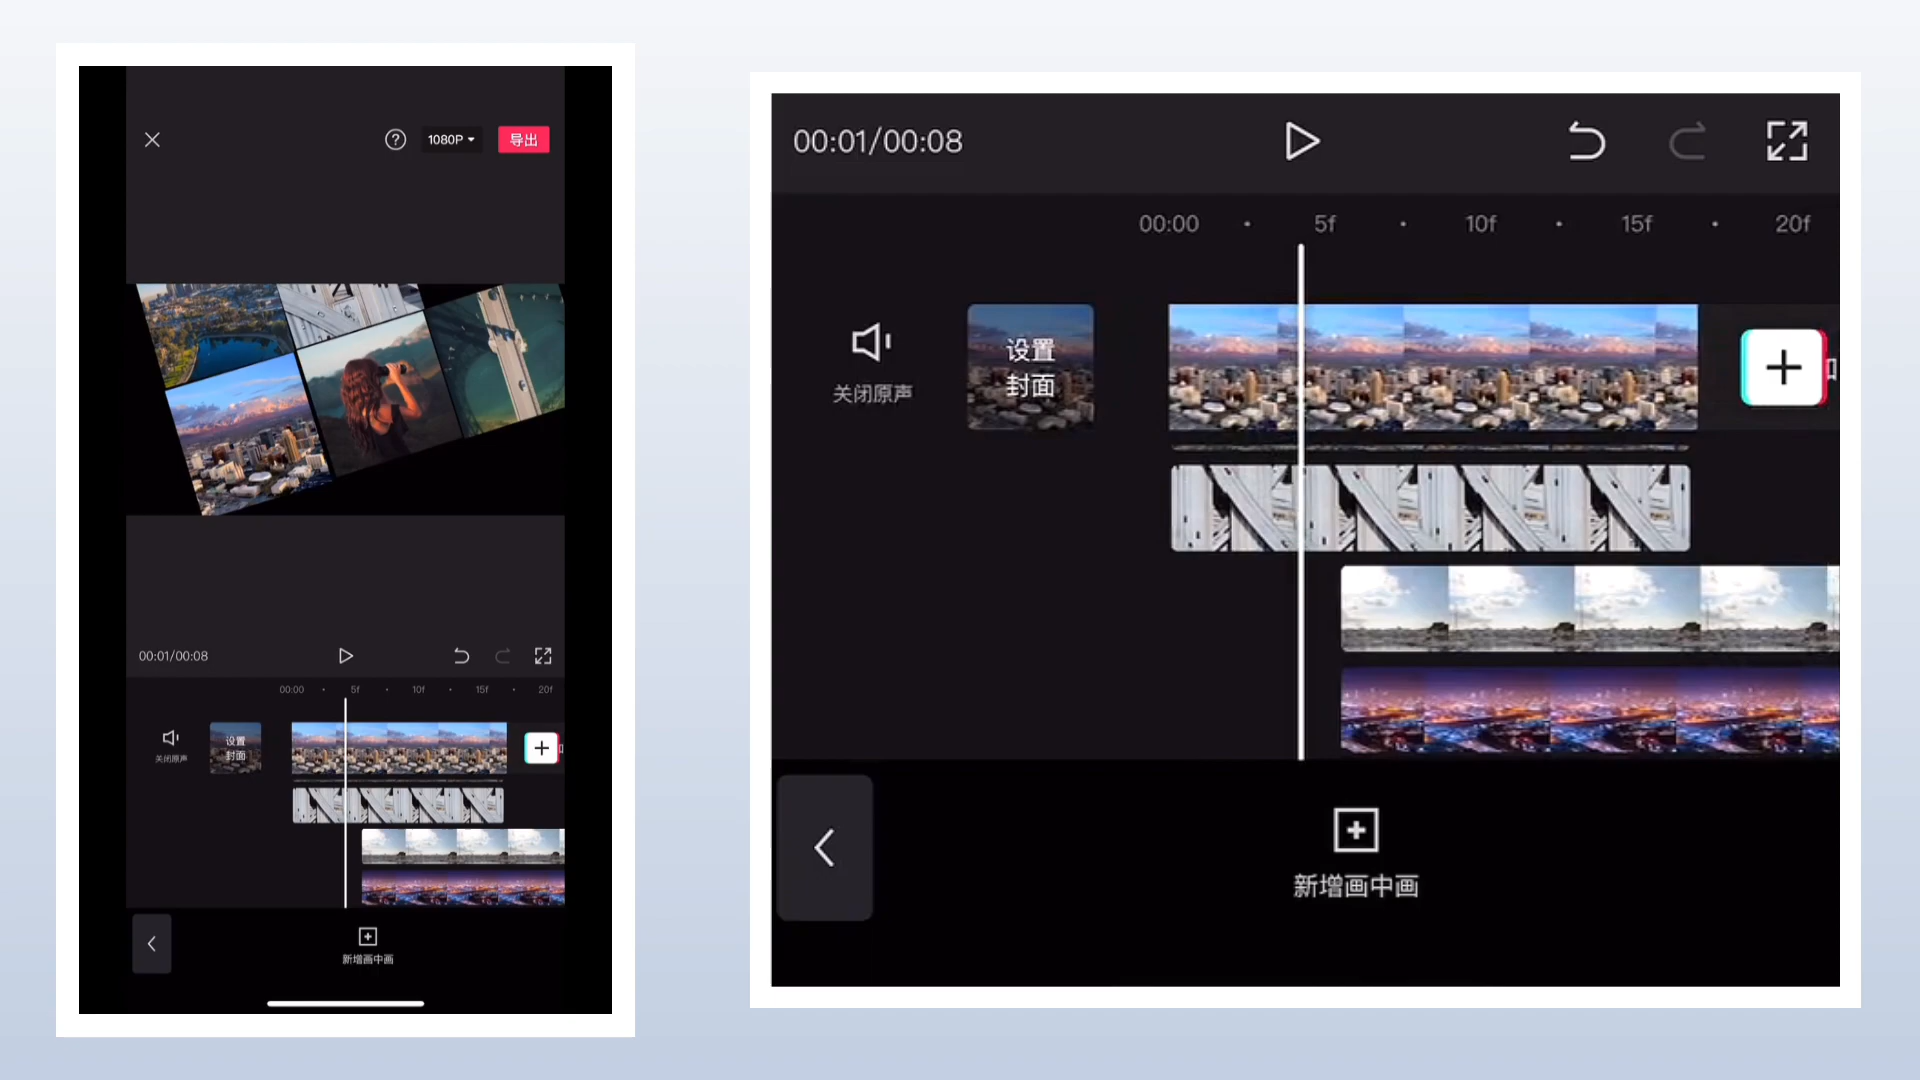 1080P
导出
00:01/00:08
00:00
5f
10f
15f
20f
关闭原声
设置
封面
新增画中画
00:01/00:08
00:00
5f
10f
15f
20f
关闭原声
设置
封面
新增画中画